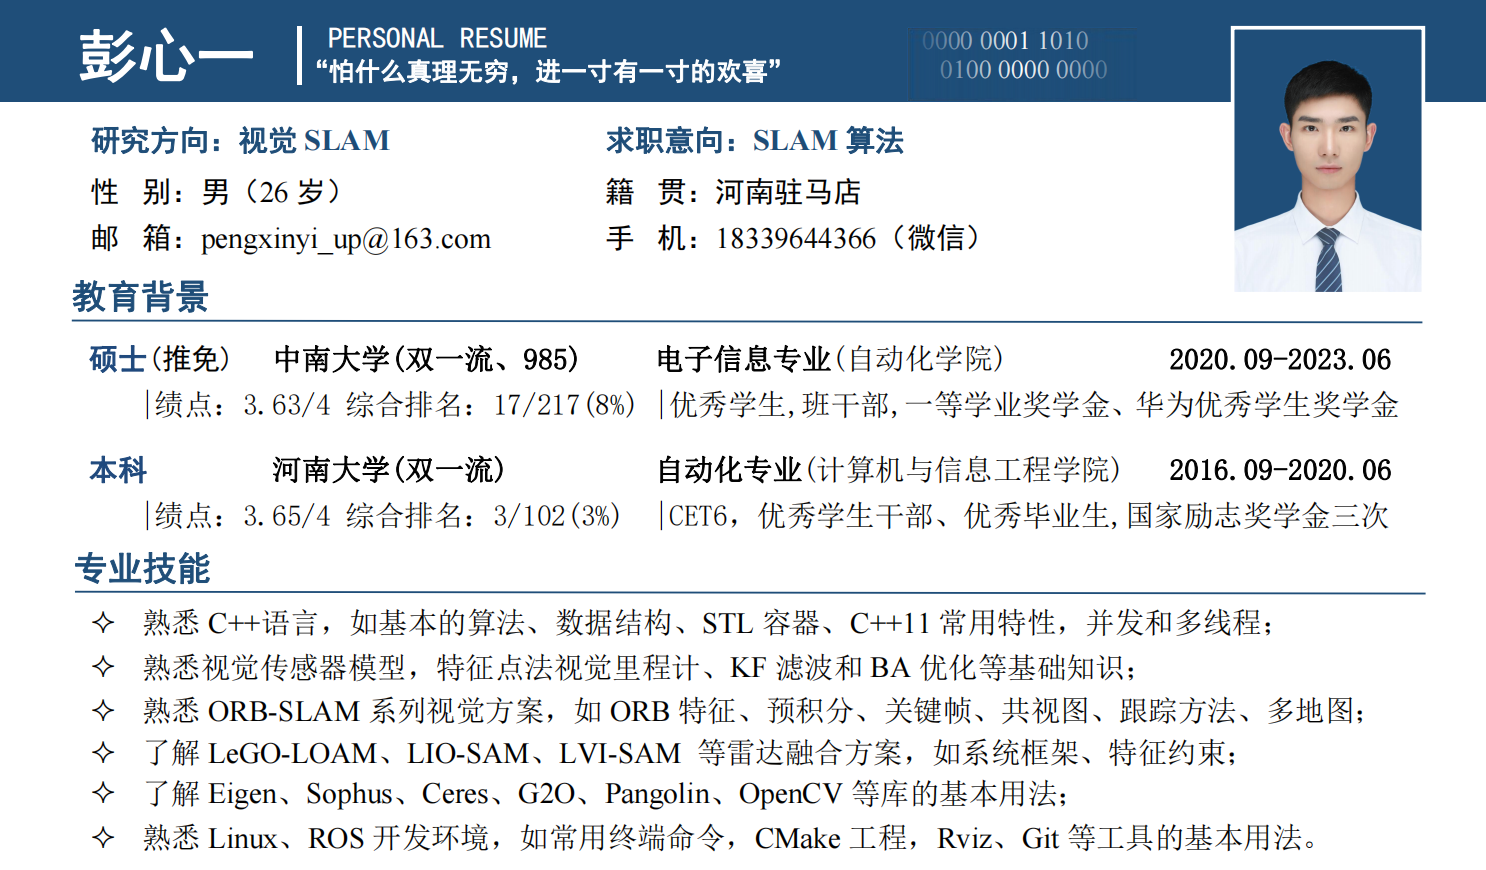 彭心一
PERSONAL RESUME
“怕什么真理无穷，进一寸有一寸的欢喜”
0000 0001 1010
0100 0000 0000
研究方向：视觉 SLAM 求职意向：SLAM 算法
性 别：男（26 岁） 籍 贯：河南驻马店
邮 箱：pengxinyi_up@163.com 手 机：18339644366（微信）
教育背景
硕士(推免) 中南大学(双一流、985) 电子信息专业(自动化学院) 2020.09-2023.06
|绩点：3.63/4 综合排名：17/217(8%) |优秀学生,班干部,一等学业奖学金、华为优秀学生奖学金
本科 河南大学(双一流) 自动化专业(计算机与信息工程学院) 2016.09-2020.06
|绩点：3.65/4 综合排名：3/102(3%) |CET6，优秀学生干部、优秀毕业生,国家励志奖学金三次
专业技能
✧ 熟悉 C++语言，如基本的算法、数据结构、STL 容器、C++11 常用特性，并发和多线程；
✧ 熟悉视觉传感器模型，特征点法视觉里程计、KF 滤波和 BA 优化等基础知识；
✧ 熟悉 ORB-SLAM 系列视觉方案，如 ORB 特征、预积分、关键帧、共视图、跟踪方法、多地图；
✧ 了解 LeGO-LOAM、LIO-SAM、LVI-SAM 等雷达融合方案，如系统框架、特征约束；
✧ 了解 Eigen、Sophus、Ceres、G2O、Pangolin、OpenCV 等库的基本用法；
✧ 熟悉 Linux、ROS 开发环境，如常用终端命令，CMake 工程，Rviz、Git 等工具的基本用法。